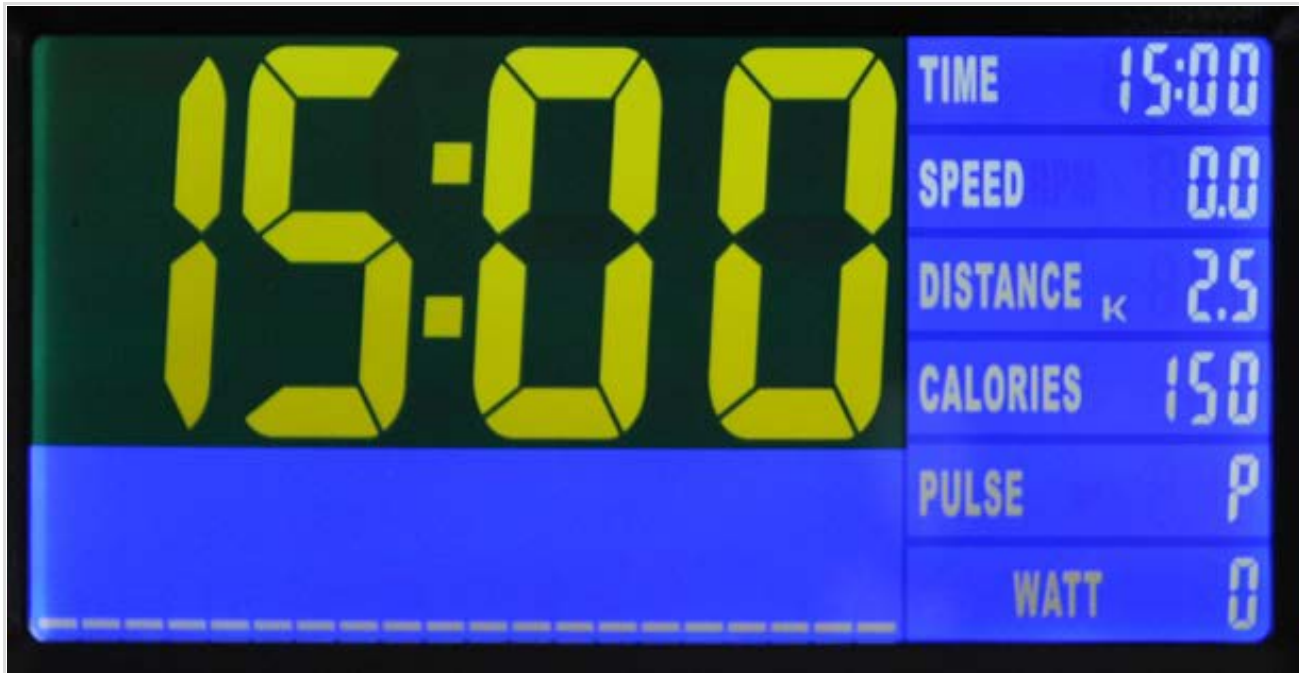 15:00
TIME 15:00
SPEED 0.0
DISTANCE K 2.5
CALORIES 150
PULSE P
WATT 0